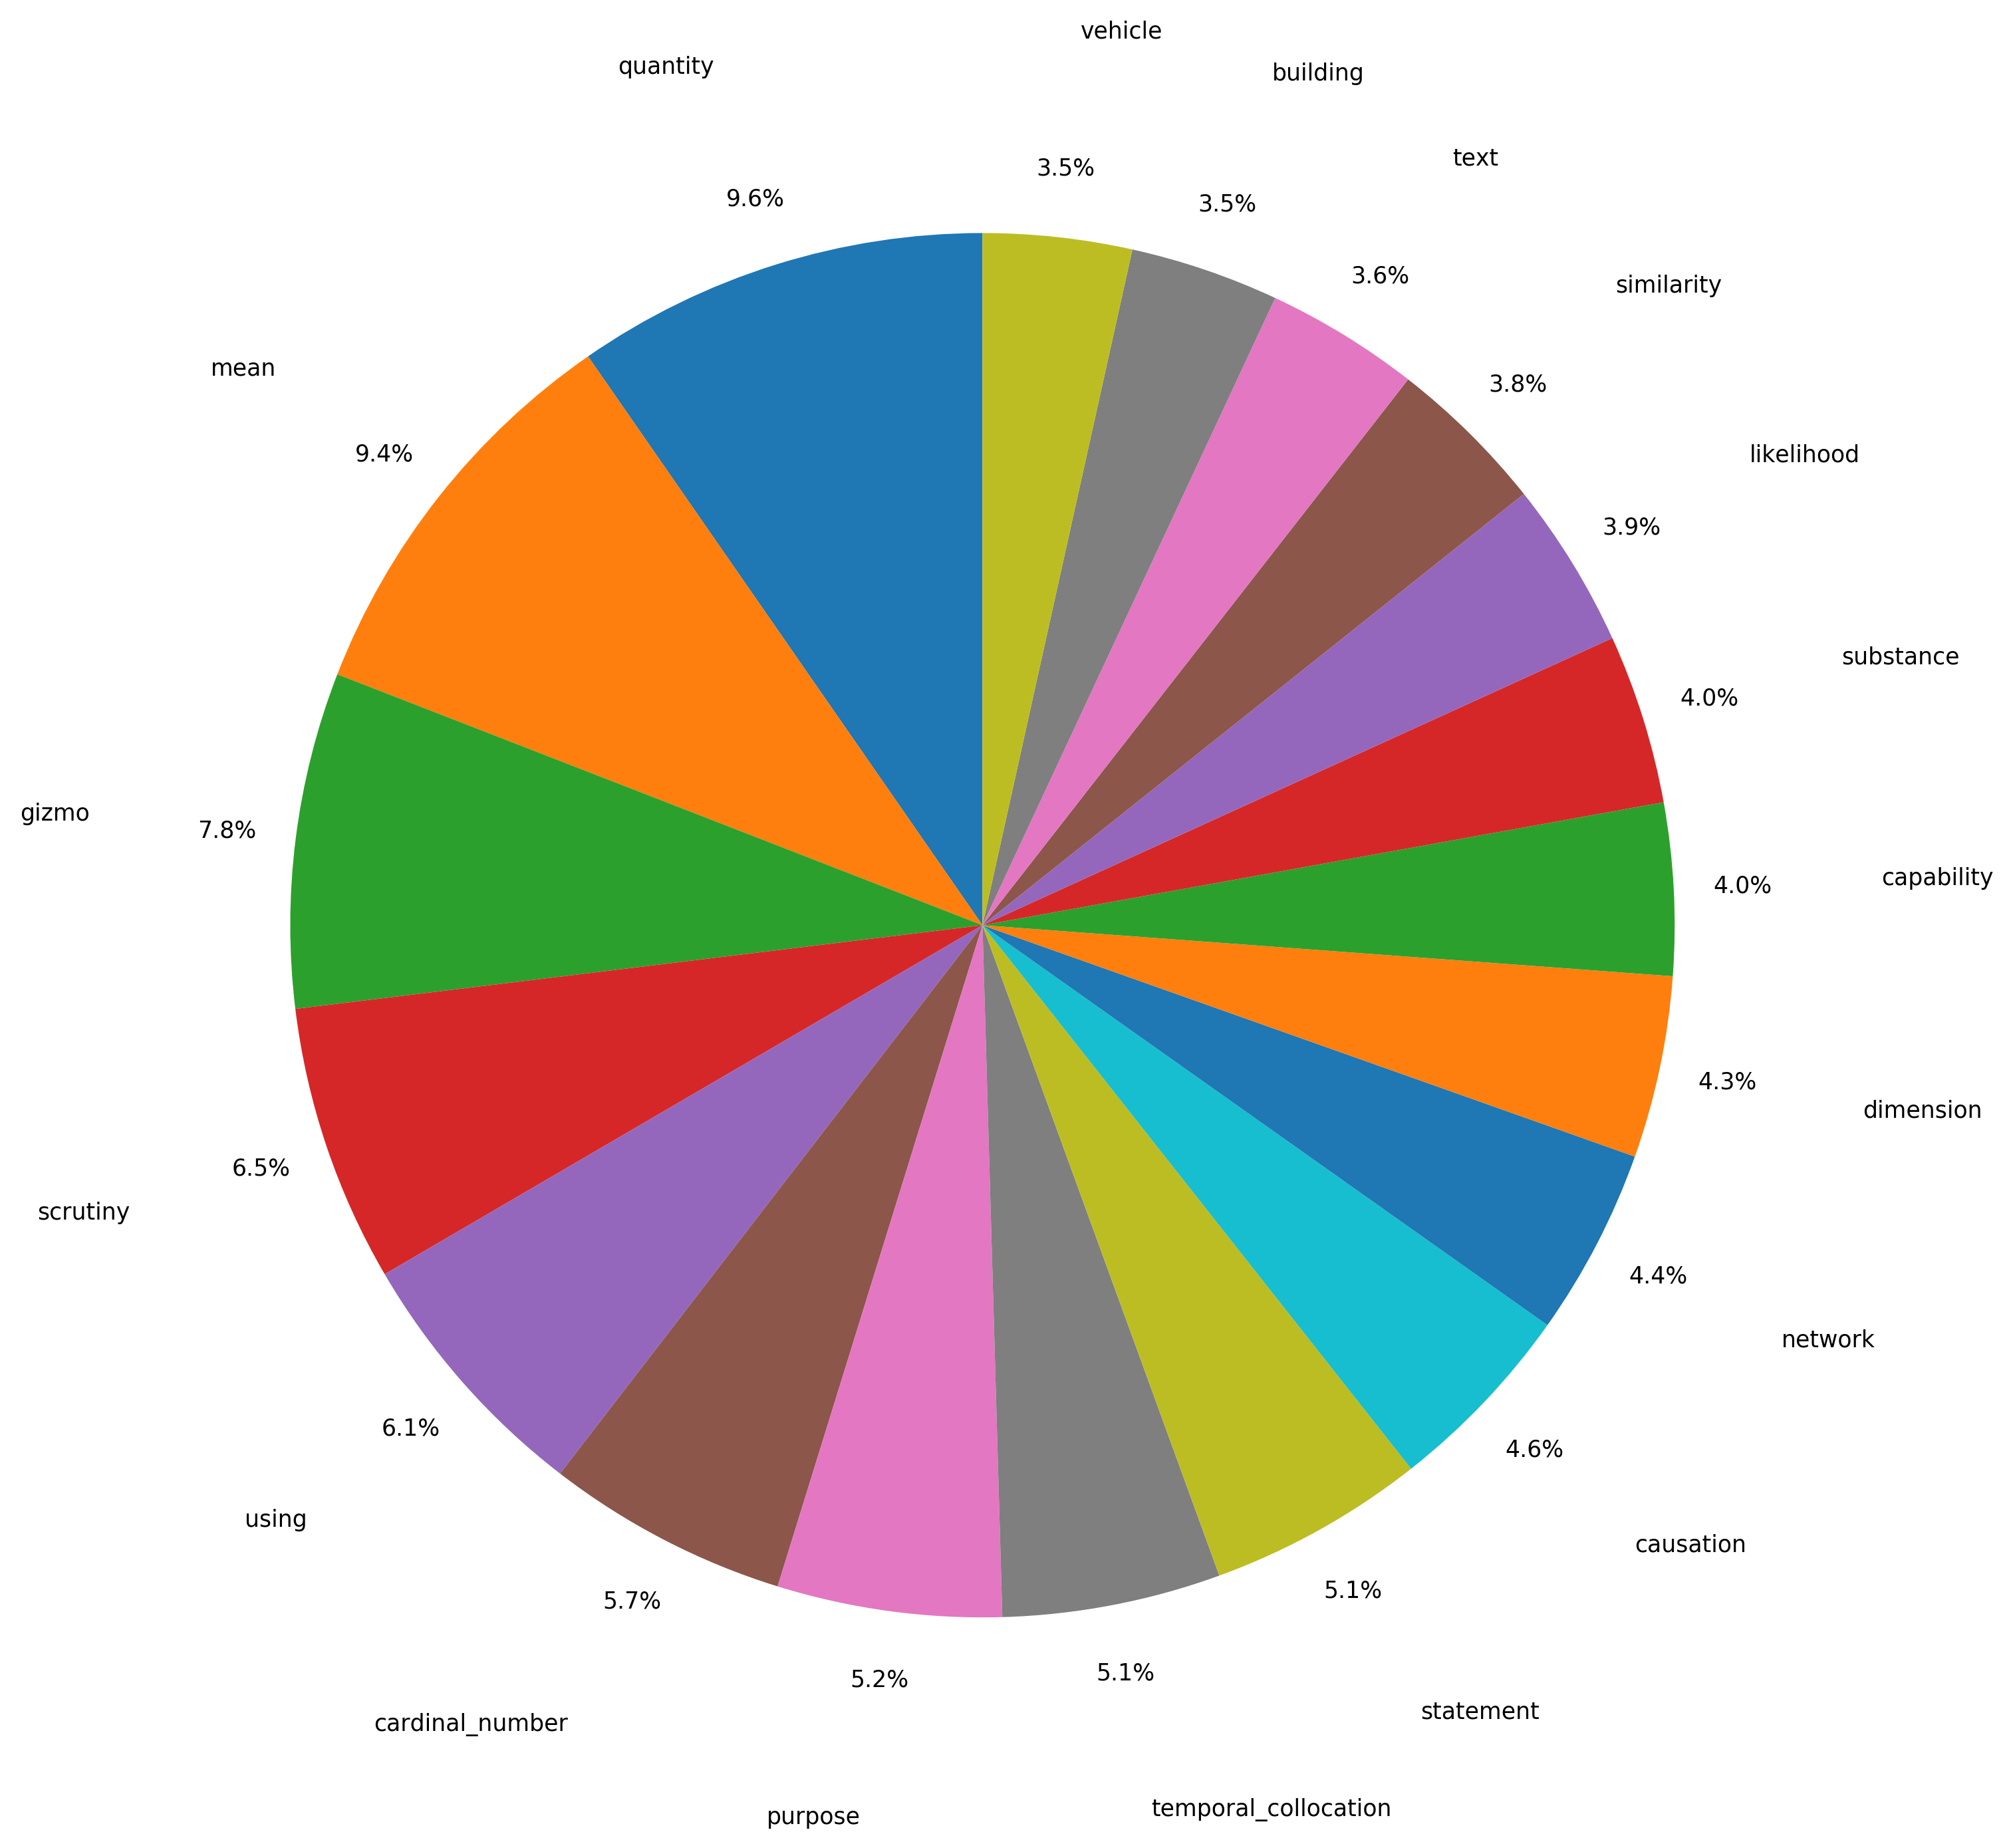 vehicle
quantity
building
text
3.5%
9.6%
3.5%
3.6%
similarity
mean
3.8%
9.4%
likelihood
3.9%
substance
4.0%
gizmo
7.8%
capability
4.0%
4.3%
dimension
6.5%
scrutiny
4.4%
network
6.1%
4.6%
using
causation
5.1%
5.7%
5.1%
5.2%
statement
cardinal_number
temporal_collocation
purpose